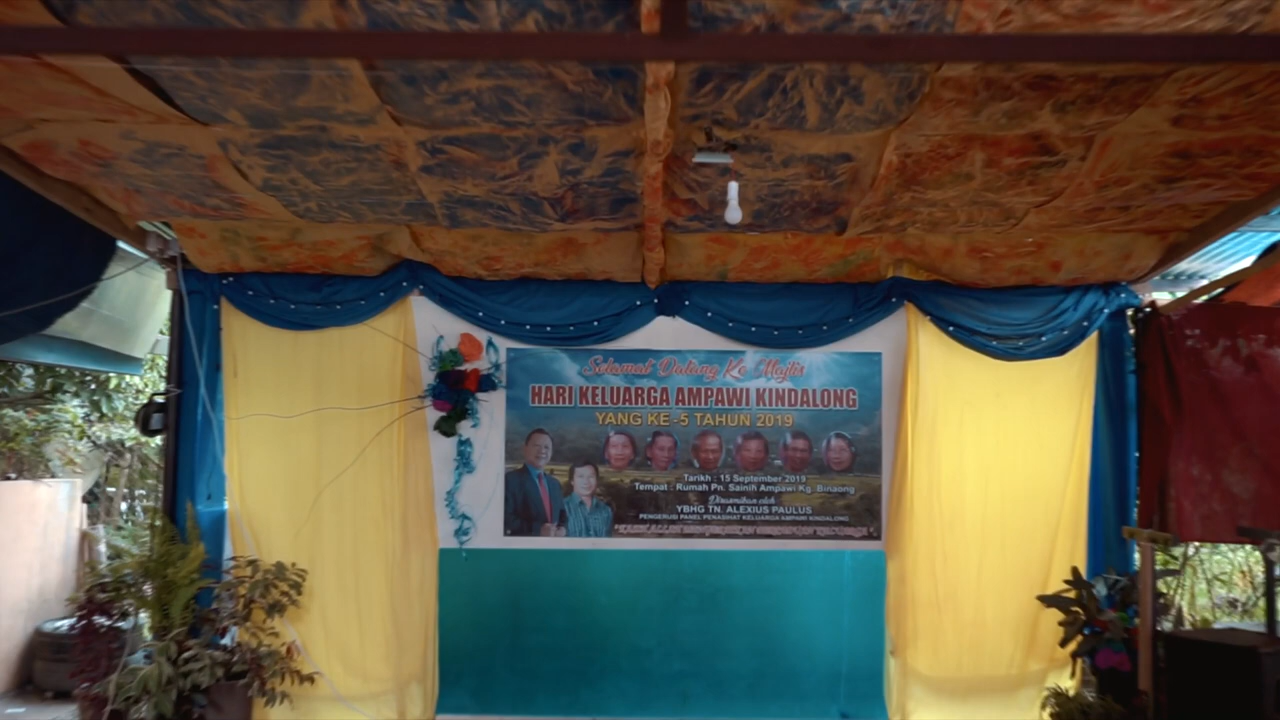 Selamat Datang Ke Majlis
HARI KELUARGA AMPAWI KINDALONG
YANG KE-5 TAHUN 2019
Tarikh : 15 September 2019
Tempat : Rumah Pn. Sainih Ampawi Kg. Binaong
Dirasmikan oleh
YBHG TN. ALEXIUS PAULUS
PENGERUSI PANEL PENASIHAT KELUARGA AMPAWI KINDALONG